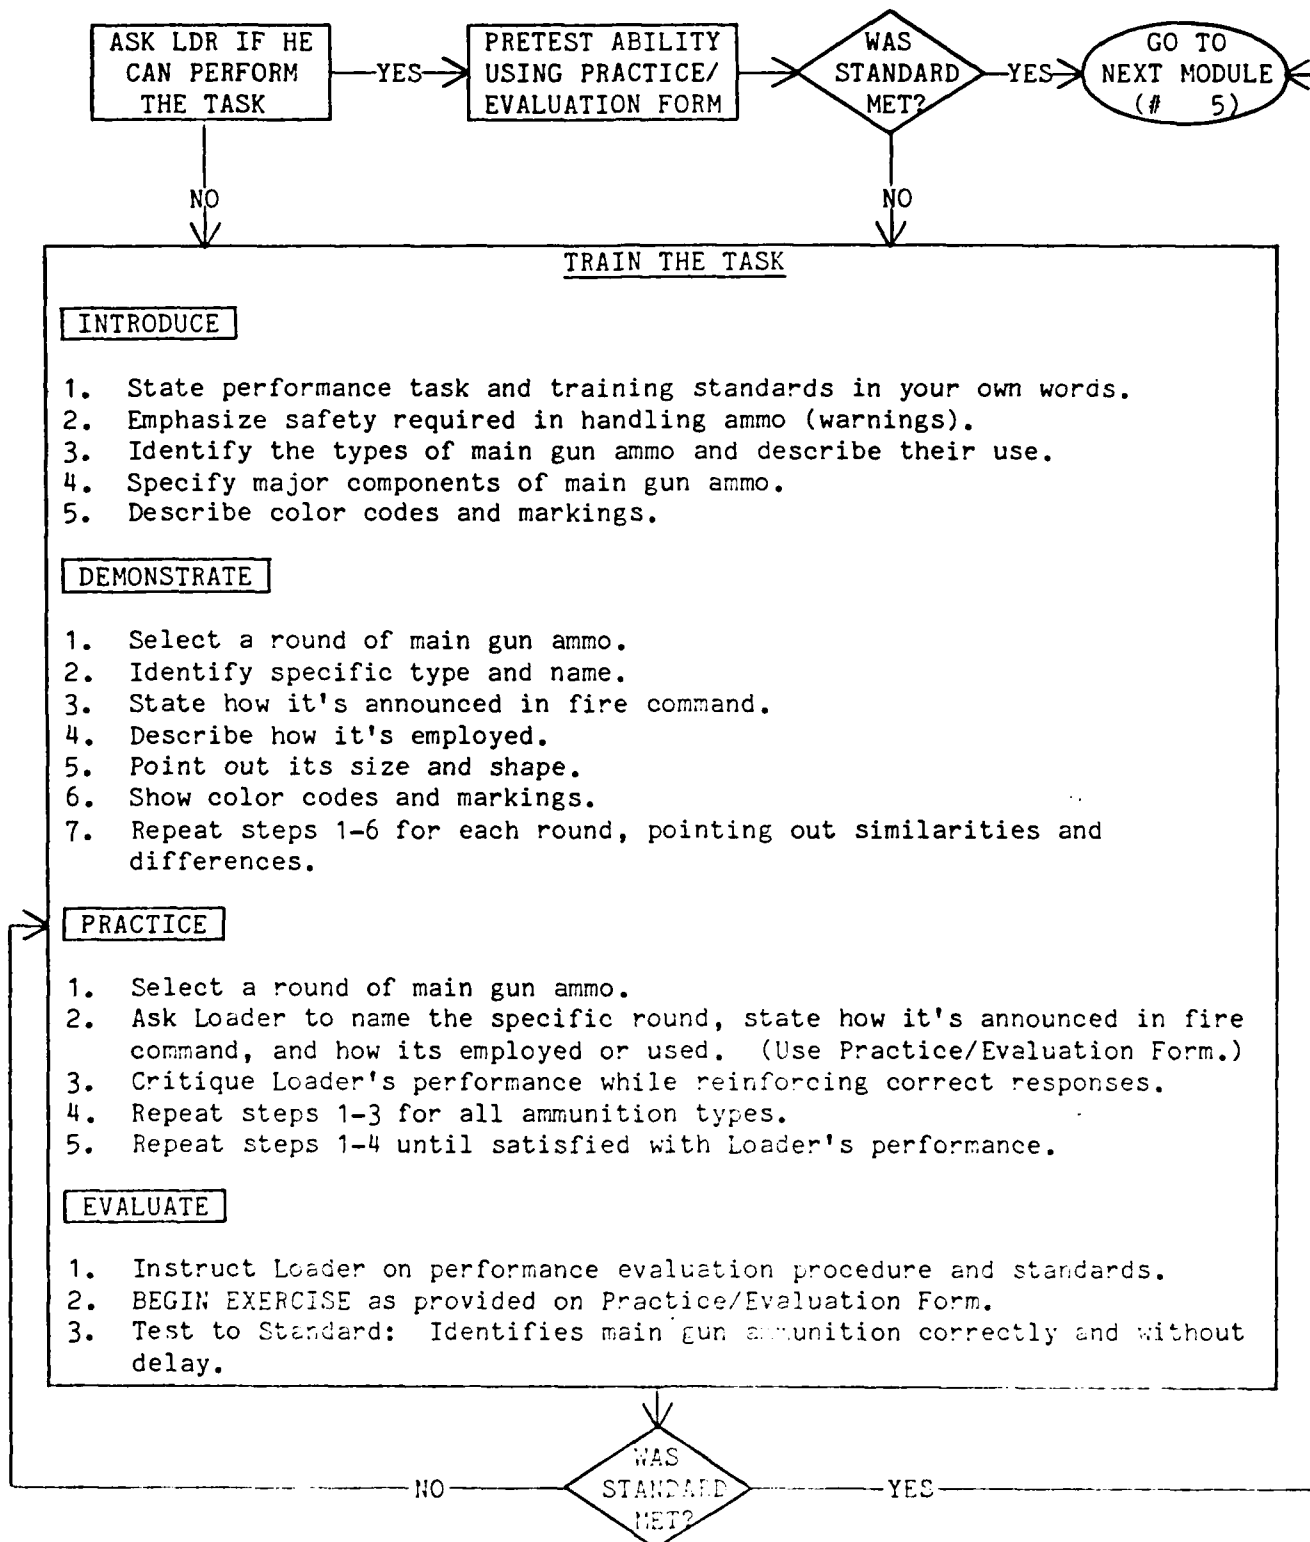 ASK LDR IF HE
CAN PERFORM
THE TASK
YES
PRETEST ABILITY
USING PRACTICE/
EVALUATION FORM
WAS
STANDARD
MET?
YES
GO TO
NEXT MODULE
(# 5)
NO
NO
TRAIN THE TASK
INTRODUCE
1. State performance task and training standards in your own words.
2. Emphasize safety required in handling ammo (warnings).
3. Identify the types of main gun ammo and describe their use.
4. Specify major components of main gun ammo.
5. Describe color codes and markings.
DEMONSTRATE
1. Select a round of main gun ammo.
2. Identify specific type and name.
3. State how it's announced in fire command.
4. Describe how it's employed.
5. Point out its size and shape.
6. Show color codes and markings.
7. Repeat steps 1-6 for each round, pointing out similarities and
differences.
PRACTICE
1. Select a round of main gun ammo.
2. Ask Loader to name the specific round, state how it's announced in fire
command, and how its employed or used. (Use Practice/Evaluation Form.)
3. Critique Loader's performance while reinforcing correct responses.
4. Repeat steps 1-3 for all ammunition types.
5. Repeat steps 1-4 until satisfied with Loader's performance.
EVALUATE
1. Instruct Loader on performance evaluation procedure and standards.
2. BEGIN EXERCISE as provided on Practice/Evaluation Form.
3. Test to Standard: Identifies main gun ammunition correctly and without
delay.
WAS
STANDARD
MET?
NO
YES